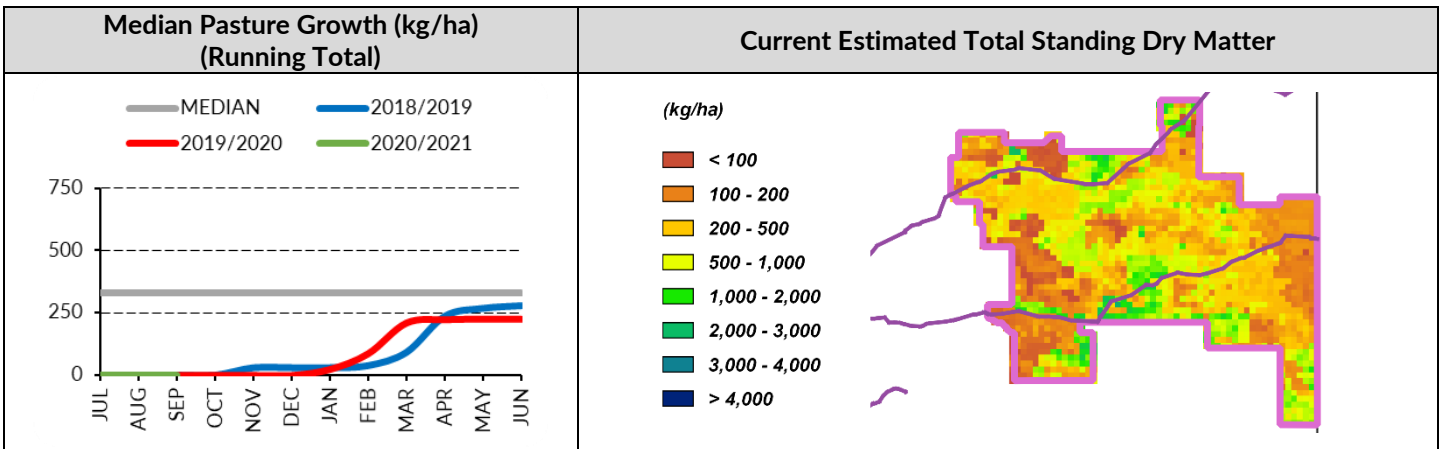 Median Pasture Growth (kg/ha)
(Running Total)
Current Estimated Total Standing Dry Matter
MEDIAN 2018/2019
2019/2020 2020/2021
750
500
250
0
JUL AUG SEP OCT NOV DEC JAN FEB MAR APR MAY JUN
(kg/ha)
< 100
100 - 200
200 - 500
500 - 1,000
1,000 - 2,000
2,000 - 3,000
3,000 - 4,000
> 4,000